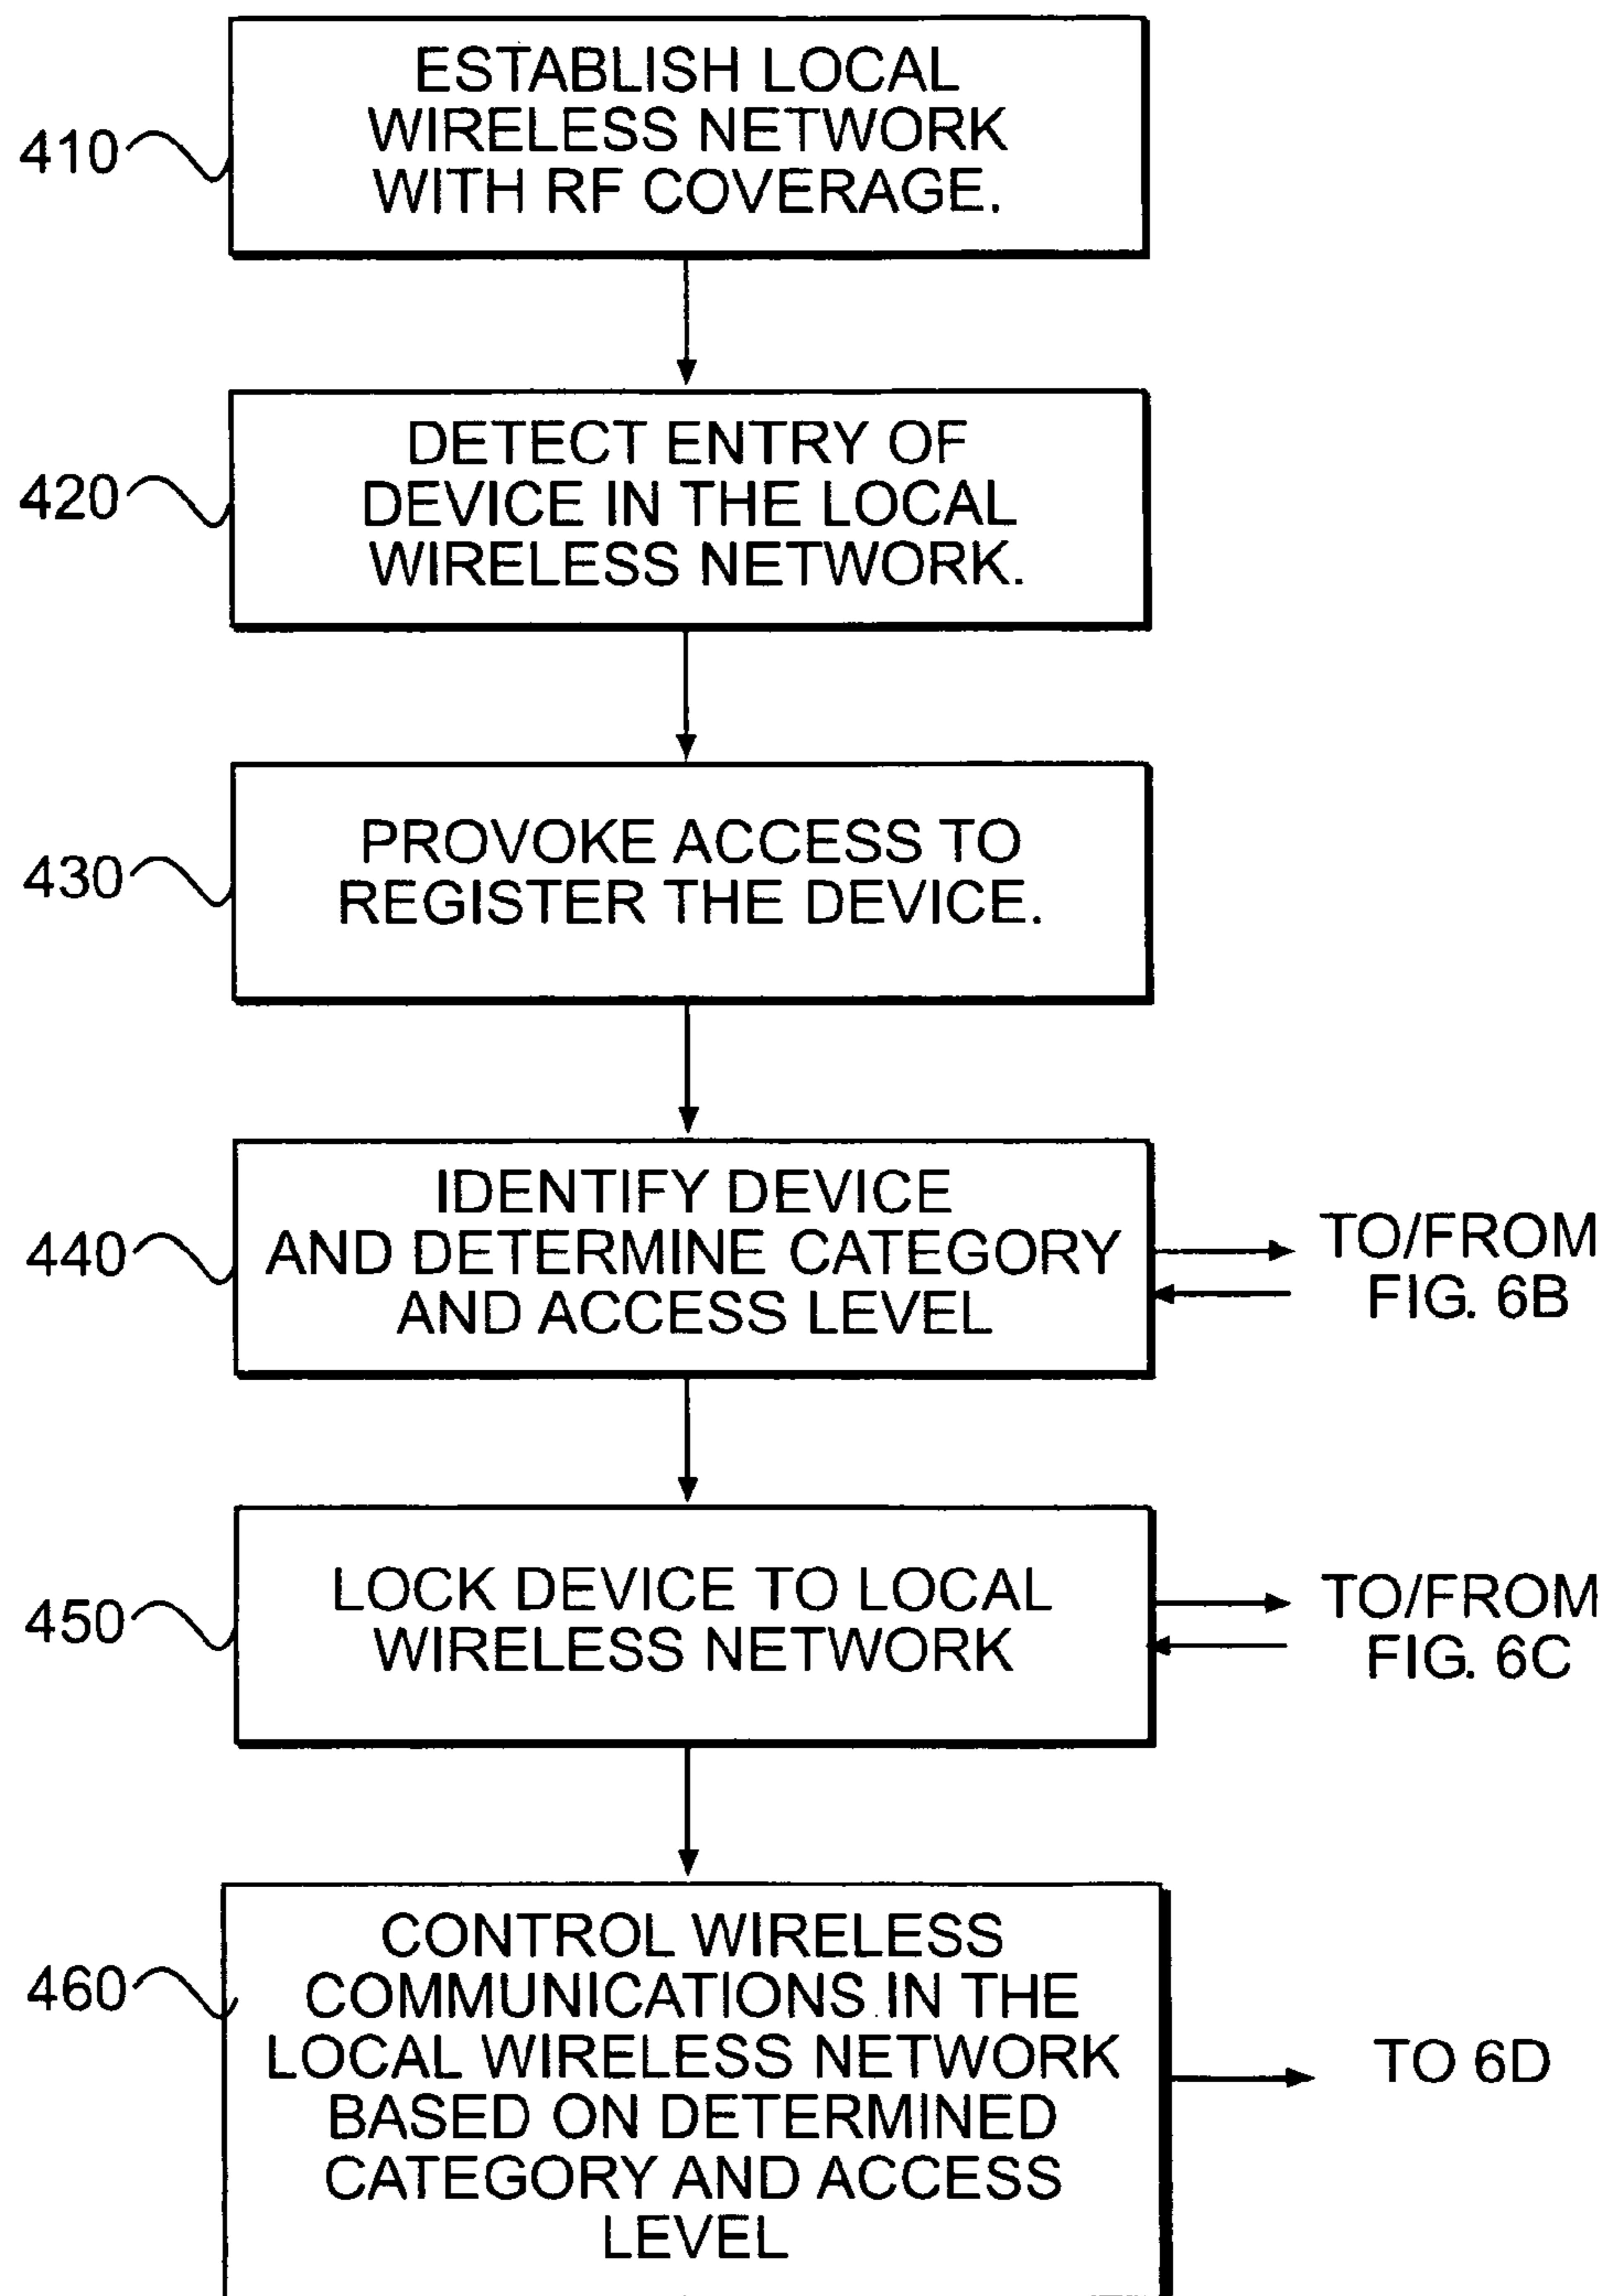 ESTABLISH LOCAL
WIRELESS NETWORK
WITH RF COVERAGE.
410
DETECT ENTRY OF
DEVICE IN THE LOCAL
WIRELESS NETWORK.
420
PROVOKE ACCESS TO
REGISTER THE DEVICE.
430
IDENTIFY DEVICE
AND DETERMINE CATEGORY
AND ACCESS LEVEL
440
TO/FROM
FIG. 6B
LOCK DEVICE TO LOCAL
WIRELESS NETWORK
450
TO/FROM
FIG. 6C
CONTROL WIRELESS
COMMUNICATIONS IN THE
LOCAL WIRELESS NETWORK
BASED ON DETERMINED
CATEGORY AND ACCESS
LEVEL
460
TO 6D